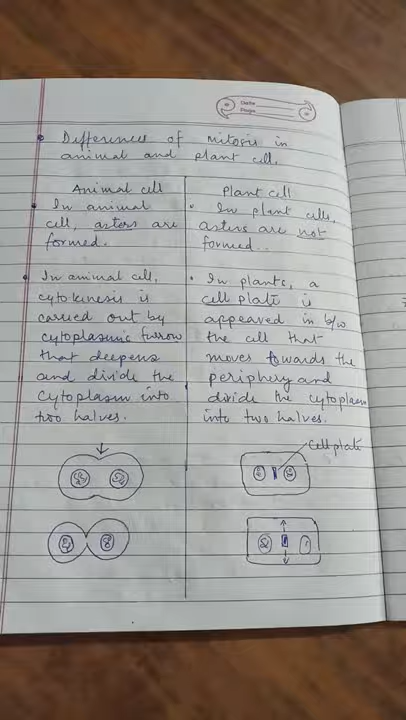 Date
Page
Differences of mitosis in
animal and plant cell.
Animal cell
In animal
cell, asters are
formed.
In animal cell,
cytokinesis is
carried out by
cytoplasmic furrow
that deepens
and divide the
cytoplasm into
two halves.
Plant cell
In plant cells,
asters are not
formed..
In plants, a
cell plate is
appeared in b/w
the cell that
moves towards the
periphery and
divide the cytoplasm
into two halves.
Cell plate